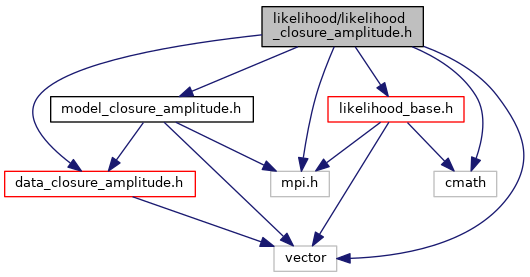 likelihood/likelihood
_closure_amplitude.h
model_closure_amplitude.h
likelihood_base.h
data_closure_amplitude.h
mpi.h
cmath
vector